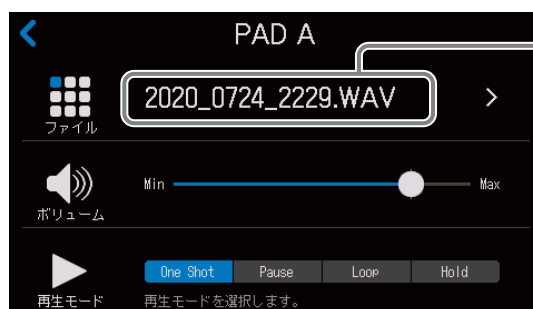 PAD A
2020_0724_2229.WAV
ファイル
Min Max
ボリューム
One Shot Pause Loop Hold
再生モード 再生モードを選択します。